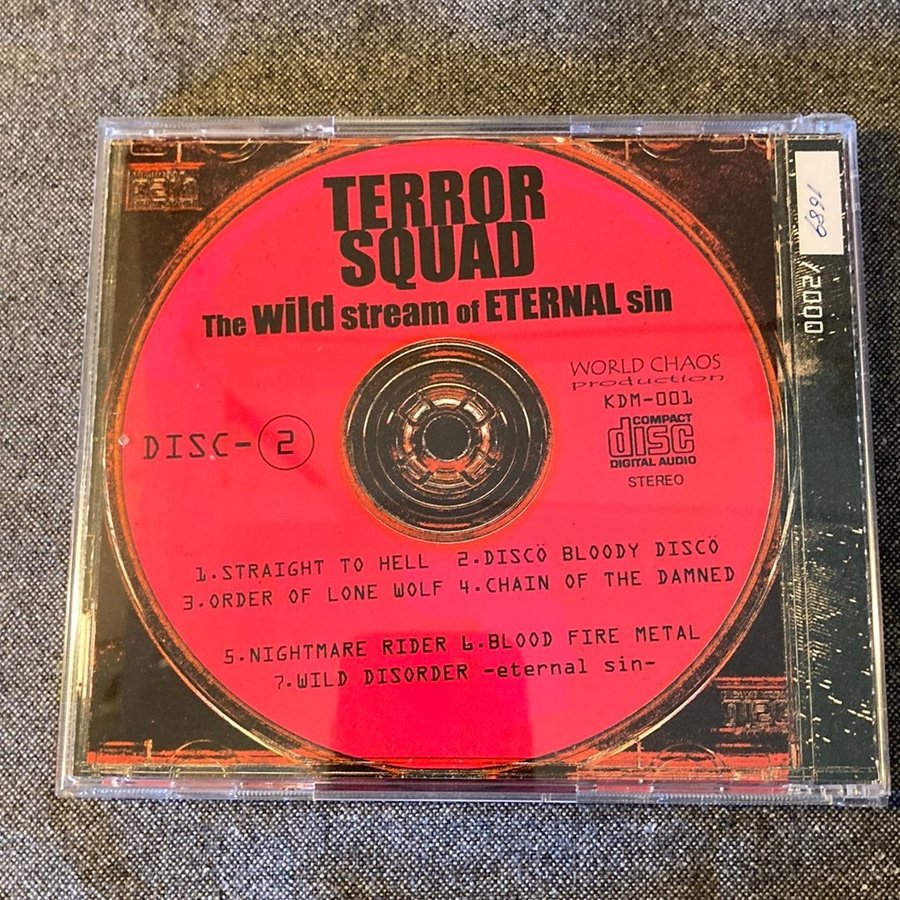 TERROR
SQUAD
The wild stream of ETERNAL sin
WORLD CHAOS
production
KDM-001
COMPACT
disc
DIGITAL AUDIO
STEREO
DISC-2
1.STRAIGHT TO HELL 2.DISCÖ BLOODY DISCÖ
3.ORDER OF LONE WOLF 4.CHAIN OF THE DAMNED
5.NIGHTMARE RIDER 6.BLOOD FIRE METAL
7.WILD DISORDER -eternal sin-
1689
¥2000